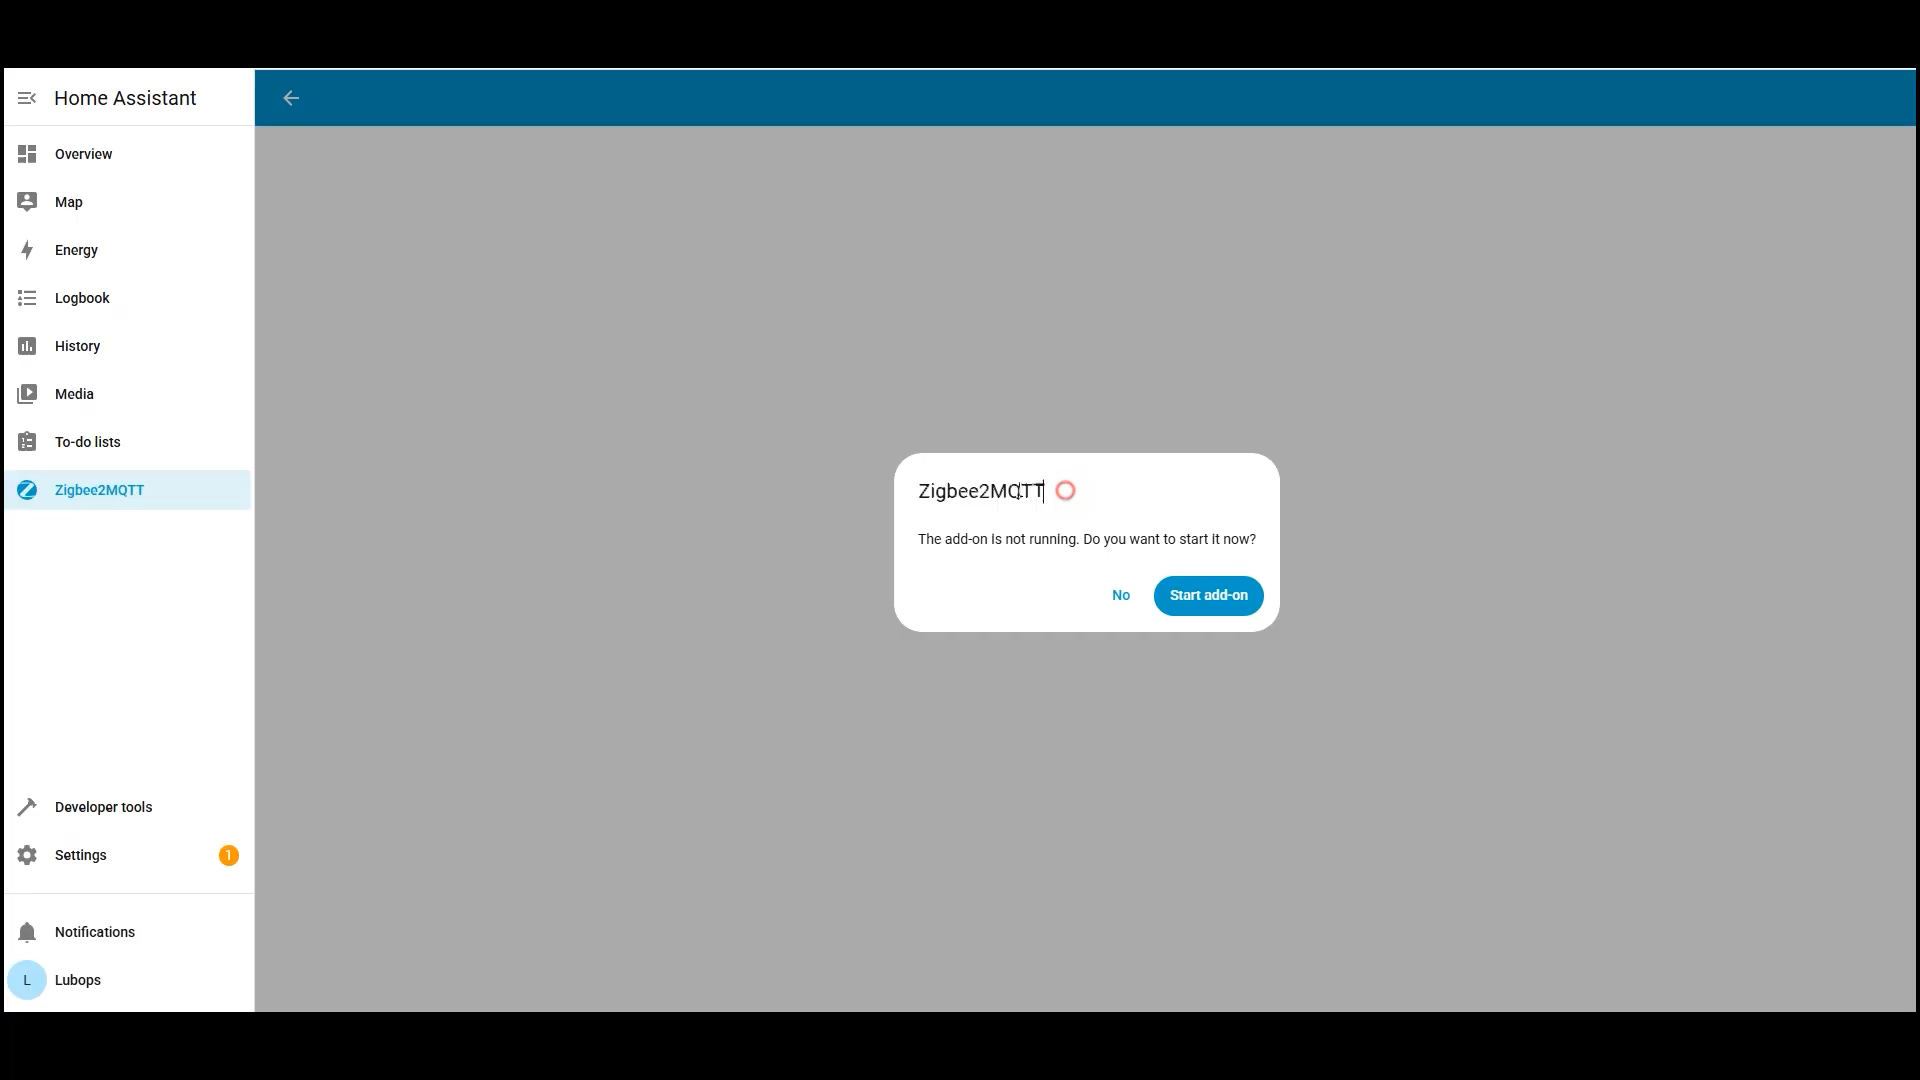 Home Assistant
Overview
Map
Energy
Logbook
History
Media
To-do lists
Zigbee2MQTT
Developer tools
Settings
1
Notifications
L
Lubops
Zigbee2MQTT
The add-on is not running. Do you want to start it now?
No
Start add-on